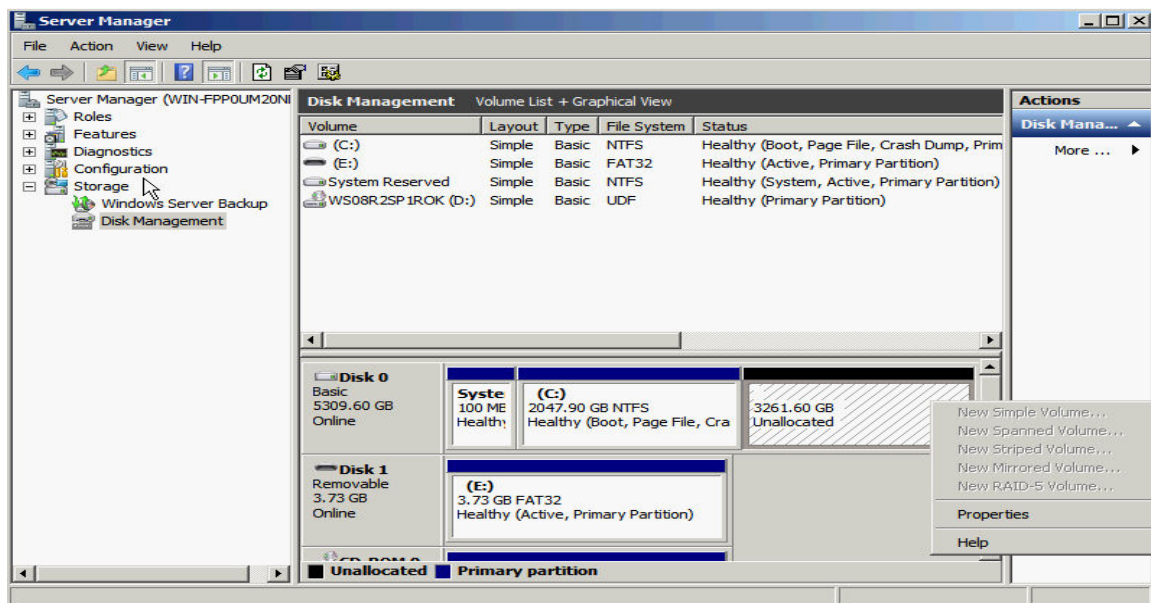 Server Manager
File Action View Help
Server Manager (WIN-FPP0UM20NI
Roles
Features
Diagnostics
Configuration
Storage
Windows Server Backup
Disk Management
Disk Management Volume List + Graphical View
Volume Layout Type File System Status
(C:) Simple Basic NTFS Healthy (Boot, Page File, Crash Dump, Prim
(E:) Simple Basic FAT32 Healthy (Active, Primary Partition)
System Reserved Simple Basic NTFS Healthy (System, Active, Primary Partition)
WS08R2SP1ROK (D:) Simple Basic UDF Healthy (Primary Partition)
Disk 0
Basic
5309.60 GB
Online
Syste
100 MB
Healthy
(C:)
2047.90 GB NTFS
Healthy (Boot, Page File, Cra
3261.60 GB
Unallocated
Disk 1
Removable
3.73 GB
Online
(E:)
3.73 GB FAT32
Healthy (Active, Primary Partition)
CD-ROM 0
Unallocated Primary partition
Actions
Disk Mana...
More ...
New Simple Volume...
New Spanned Volume...
New Striped Volume...
New Mirrored Volume...
New RAID-5 Volume...
Properties
Help